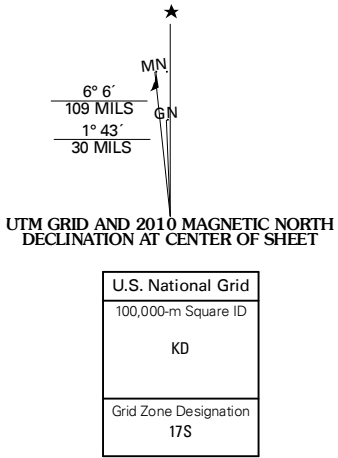 ★
MN
6° 6´
109 MILS
GN
1° 43´
30 MILS
UTM GRID AND 2010 MAGNETIC NORTH
DECLINATION AT CENTER OF SHEET
U.S. National Grid
100,000-m Square ID
KD
Grid Zone Designation
17S